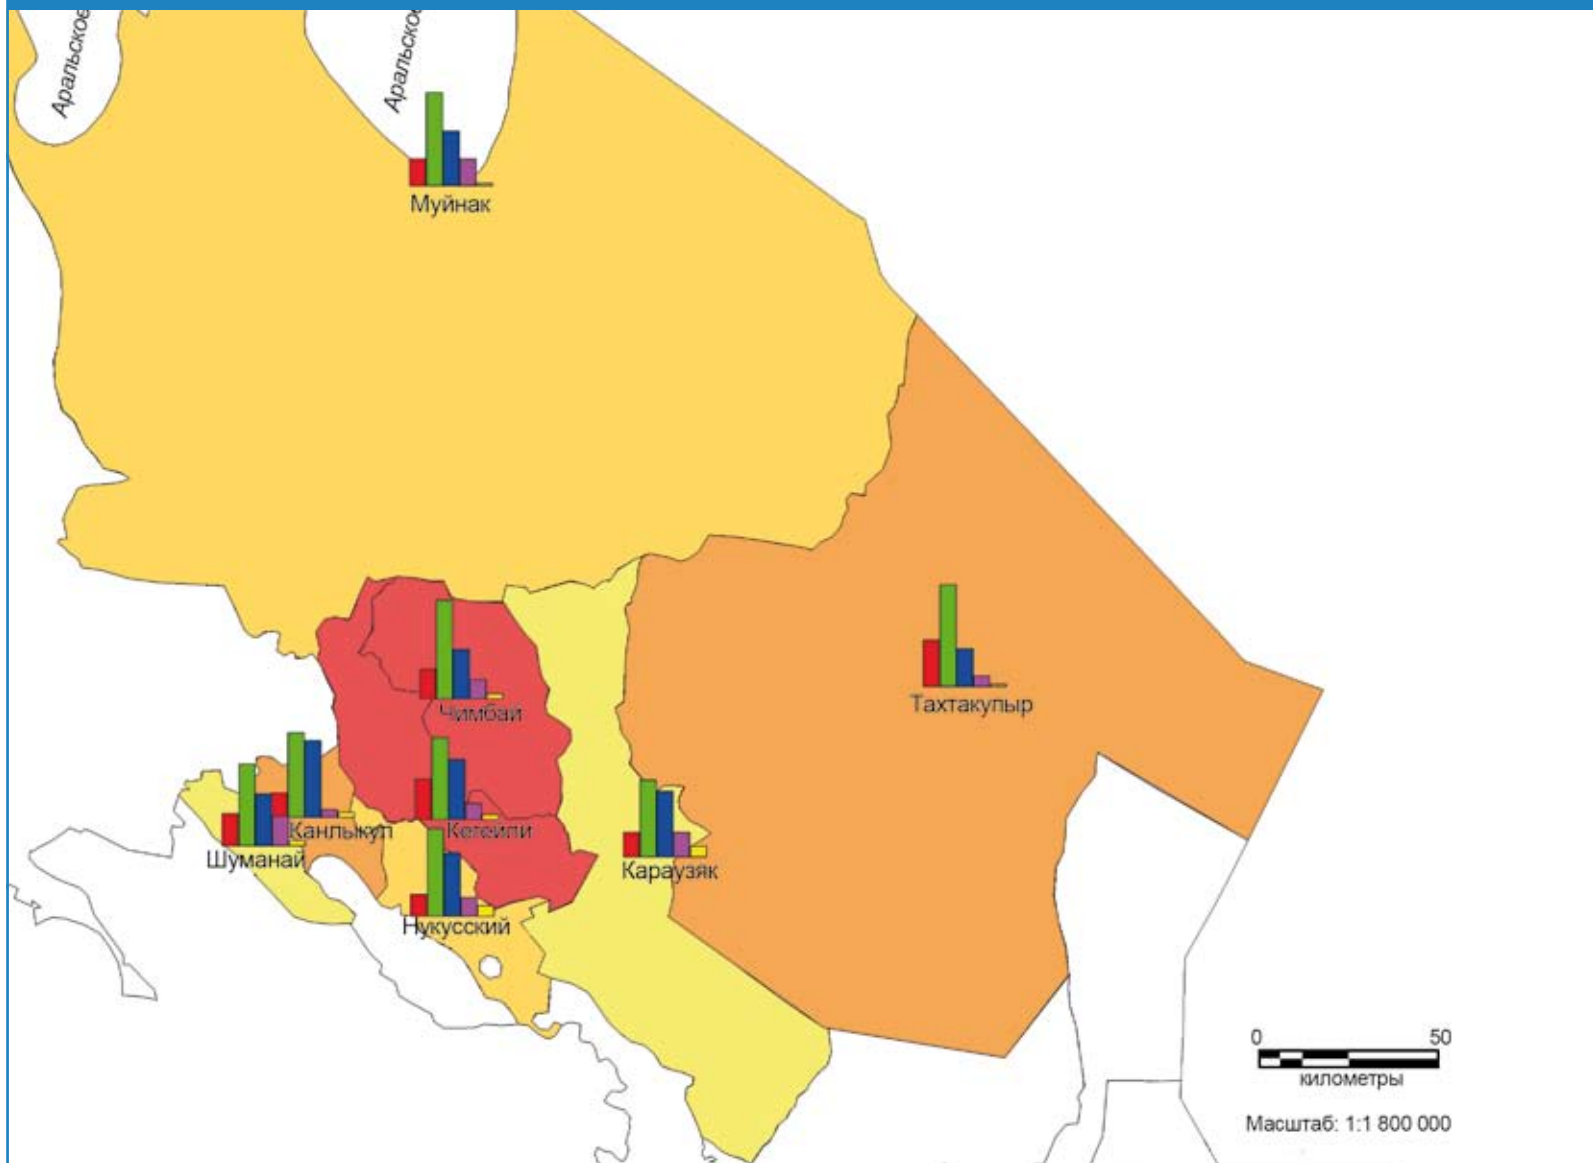 Аральское
Аральское
Муйнак
Тахтакупыр
Чимбай
Канлыкул
Кегейли
Шуманай
Караузяк
Нукусский
0 50
километры
Масштаб: 1:1 800 000